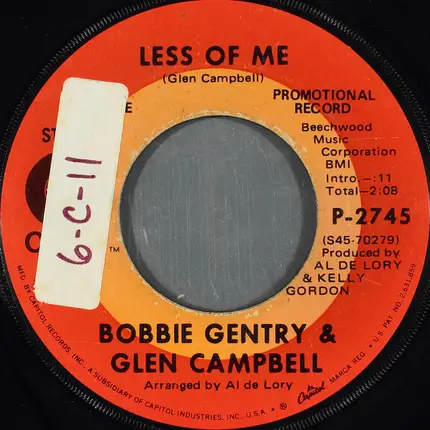 LESS OF ME
(Glen Campbell)
PROMOTIONAL
RECORD
Beechwood
Music
Corporation
BMI
Intro.—:11
Total—2:08
P-2745
(S45-70279)
Produced by
AL DE LORY
& KELLY
GORDON
ST
E
6-C-11
C
TM
BOBBIE GENTRY &
GLEN CAMPBELL
Arranged by Al de Lory
MFG. BY CAPITOL RECORDS, INC., A SUBSIDIARY OF CAPITOL INDUSTRIES, INC., U.S.A. • ® Capitol MARCA REG. • U.S. PAT. NO. 2,631,859